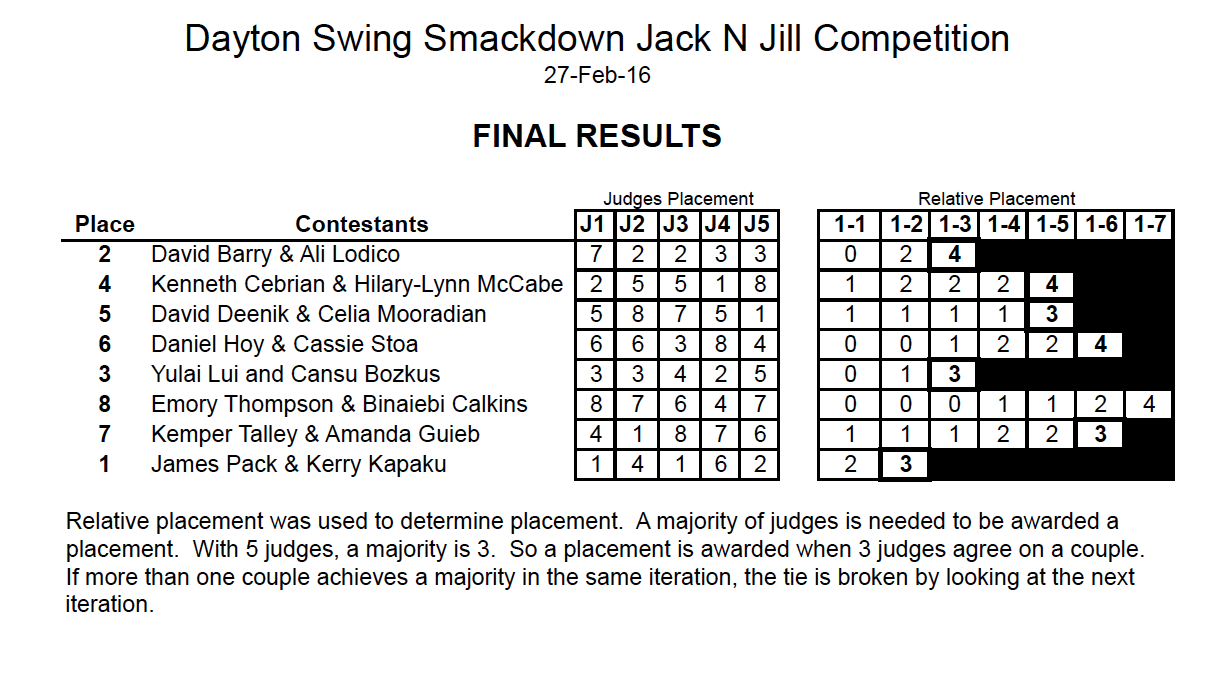 Dayton Swing Smackdown Jack N Jill Competition
27-Feb-16
FINAL RESULTS
Judges Placement Relative Placement
Place Contestants J1 J2 J3 J4 J5 1-1 1-2 1-3 1-4 1-5 1-6 1-7
2 David Barry & Ali Lodico 7 2 2 3 3 0 2 4
4 Kenneth Cebrian & Hilary-Lynn McCabe 2 5 5 1 8 1 2 2 2 4
5 David Deenik & Celia Mooradian 5 8 7 5 1 1 1 1 1 3
6 Daniel Hoy & Cassie Stoa 6 6 3 8 4 0 0 1 2 2 4
3 Yulai Lui and Cansu Bozkus 3 3 4 2 5 0 1 3
8 Emory Thompson & Binaiebi Calkins 8 7 6 4 7 0 0 0 1 1 2 4
7 Kemper Talley & Amanda Guieb 4 1 8 7 6 1 1 1 2 2 3
1 James Pack & Kerry Kapaku 1 4 1 6 2 2 3
Relative placement was used to determine placement.  A majority of judges is needed to be awarded a
placement.  With 5 judges, a majority is 3.  So a placement is awarded when 3 judges agree on a couple.
If more than one couple achieves a majority in the same iteration, the tie is broken by looking at the next
iteration.